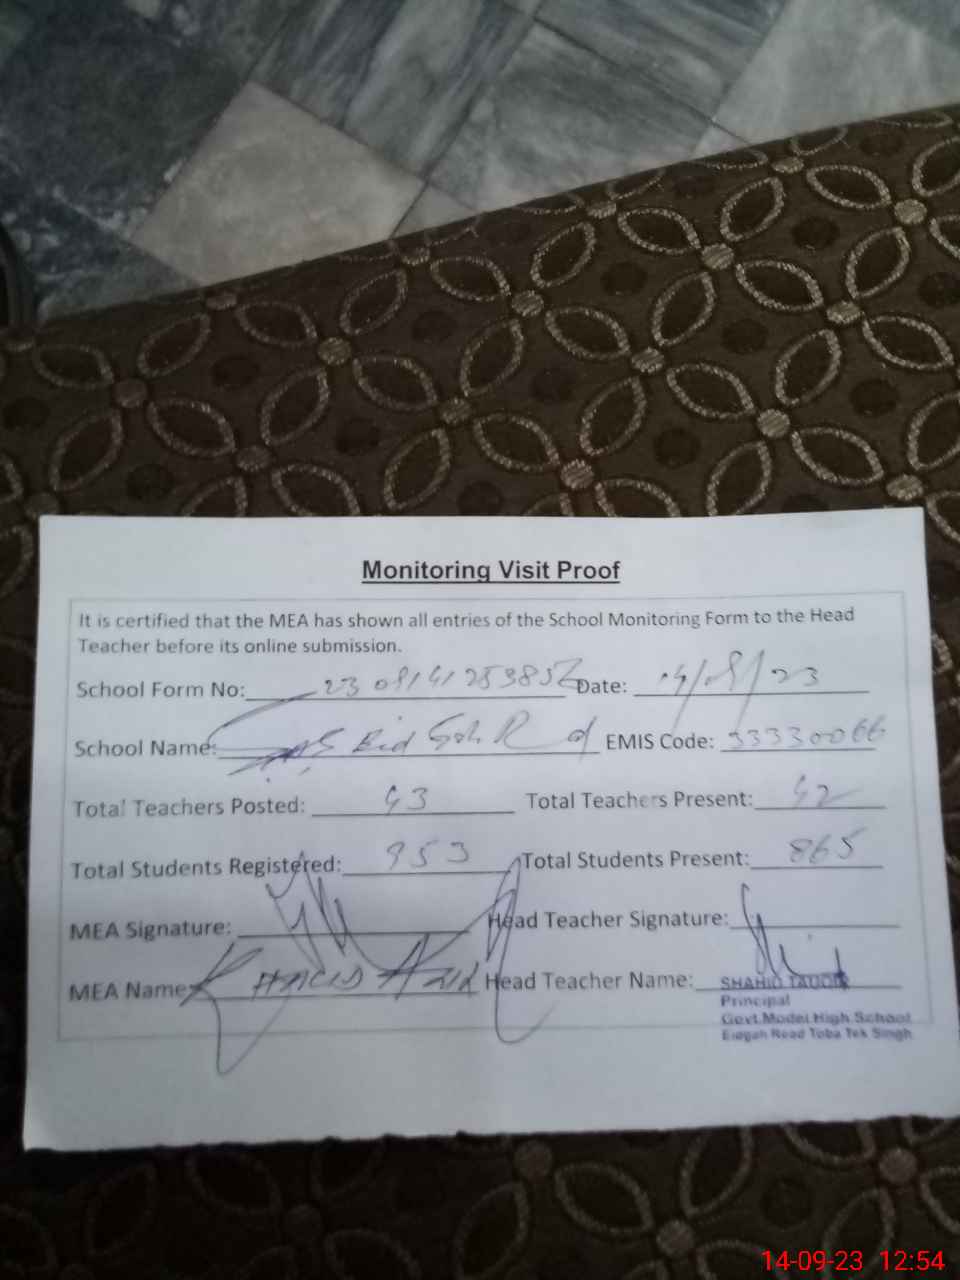 Monitoring Visit Proof
It is certified that the MEA has shown all entries of the School Monitoring Form to the Head
Teacher before its online submission.
School Form No: Date: 14/09/23
School Name: EMIS Code: 33330066
Total Teachers Posted: 43 Total Teachers Present: 42
Total Students Registered: 953 Total Students Present: 865
MEA Signature: Head Teacher Signature:
MEA Name: Head Teacher Name: SHAHID
Principal
Govt.Model High School
Eidgah Road Toba Tek Singh
14-09-23 12:54